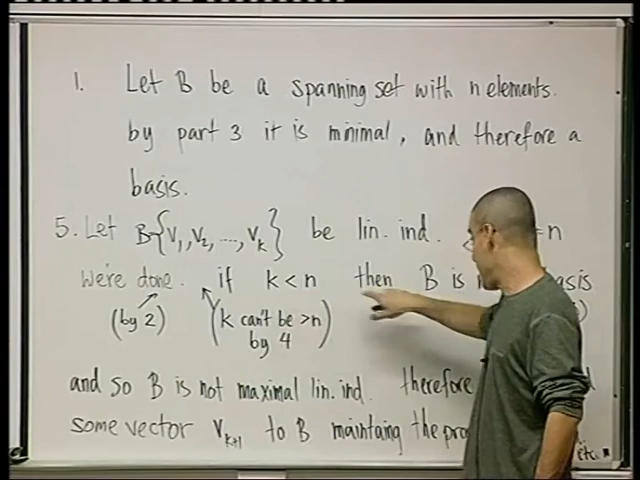 1. Let B be a spanning set with n elements.
by part 3 it is minimal, and therefore a
basis.
5. Let B={v₁,v₂,...,vₖ} be lin. ind. n
We're done. if k<n then B is
(by 2) (k can't be >n
by 4)
and so B is not maximal lin. ind. therefore
some vector vₖ₊₁ to B maintaing the etc.